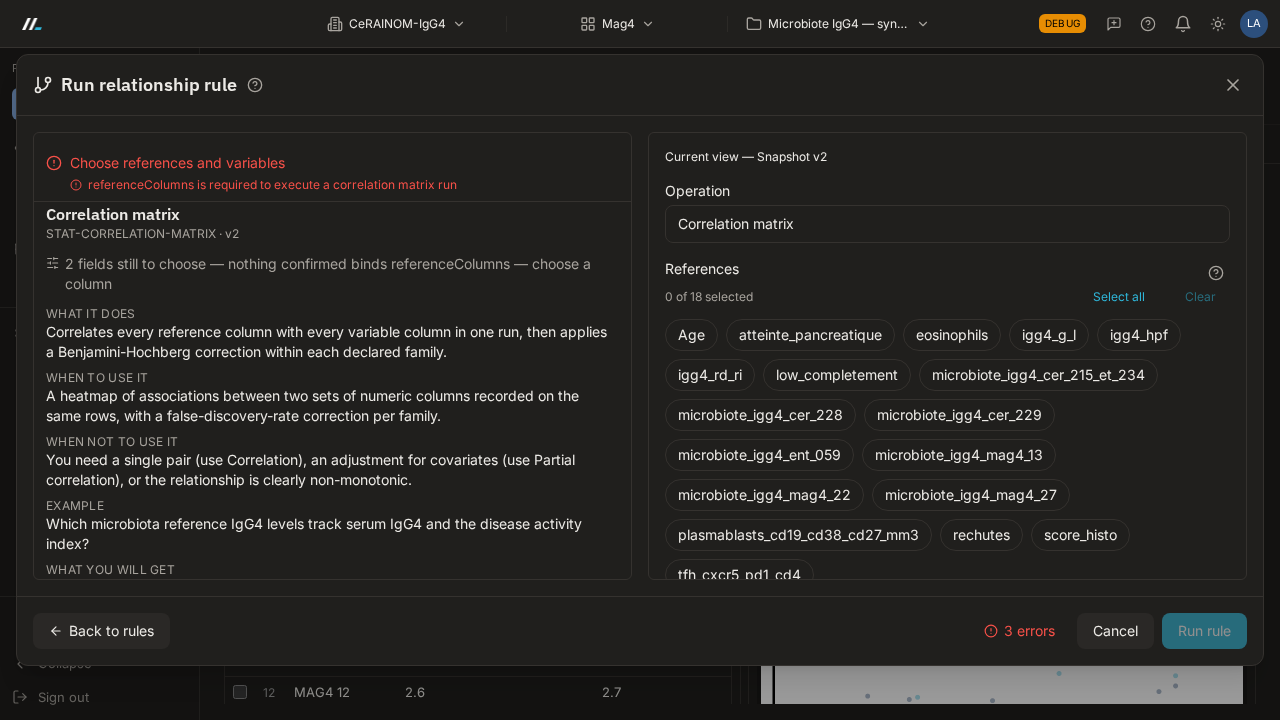 CeRAINOM-IgG4
Mag4
Microbiote IgG4 — syn...
DEBUG
LA
Run relationship rule
Choose references and variables
referenceColumns is required to execute a correlation matrix run
Correlation matrix
STAT-CORRELATION-MATRIX · v2
2 fields still to choose — nothing confirmed binds referenceColumns — choose a
column
WHAT IT DOES
Correlates every reference column with every variable column in one run, then applies
a Benjamini-Hochberg correction within each declared family.
WHEN TO USE IT
A heatmap of associations between two sets of numeric columns recorded on the
same rows, with a false-discovery-rate correction per family.
WHEN NOT TO USE IT
You need a single pair (use Correlation), an adjustment for covariates (use Partial
correlation), or the relationship is clearly non-monotonic.
EXAMPLE
Which microbiota reference IgG4 levels track serum IgG4 and the disease activity
index?
WHAT YOU WILL GET
Current view — Snapshot v2
Operation
Correlation matrix
References
0 of 18 selected
Select all
Clear
Age
atteinte_pancreatique
eosinophils
igg4_g_l
igg4_hpf
igg4_rd_ri
low_completement
microbiote_igg4_cer_215_et_234
microbiote_igg4_cer_228
microbiote_igg4_cer_229
microbiote_igg4_ent_059
microbiote_igg4_mag4_13
microbiote_igg4_mag4_22
microbiote_igg4_mag4_27
plasmablasts_cd19_cd38_cd27_mm3
rechutes
score_histo
tfh_cxcr5_pd1_cd4
Back to rules
3 errors
Cancel
Run rule
Collapse
12
MAG4 12
2.6
2.7
Sign out